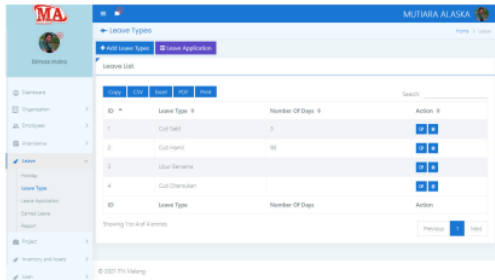 MA
Dimas Indra
Dashboard
Organization
Employees
Attendance
Leave
Holiday
Leave Type
Leave Application
Earned Leave
Report
Project
Inventory and Assets
Loan
MUTIARA ALASKA
Leave Types
Home > Leave
+ Add Leave Types
Leave Application
Leave List
Copy CSV Excel PDF Print
Search:
ID Leave Type Number Of Days Action
1 Cuti Sakit 3
2 Cuti Hamil 90
3 Libur Bersama
4 Cuti Ditentukan
ID Leave Type Number Of Days Action
Showing 1 to 4 of 4 entries
Previous 1 Next
© 2021 ITN Malang